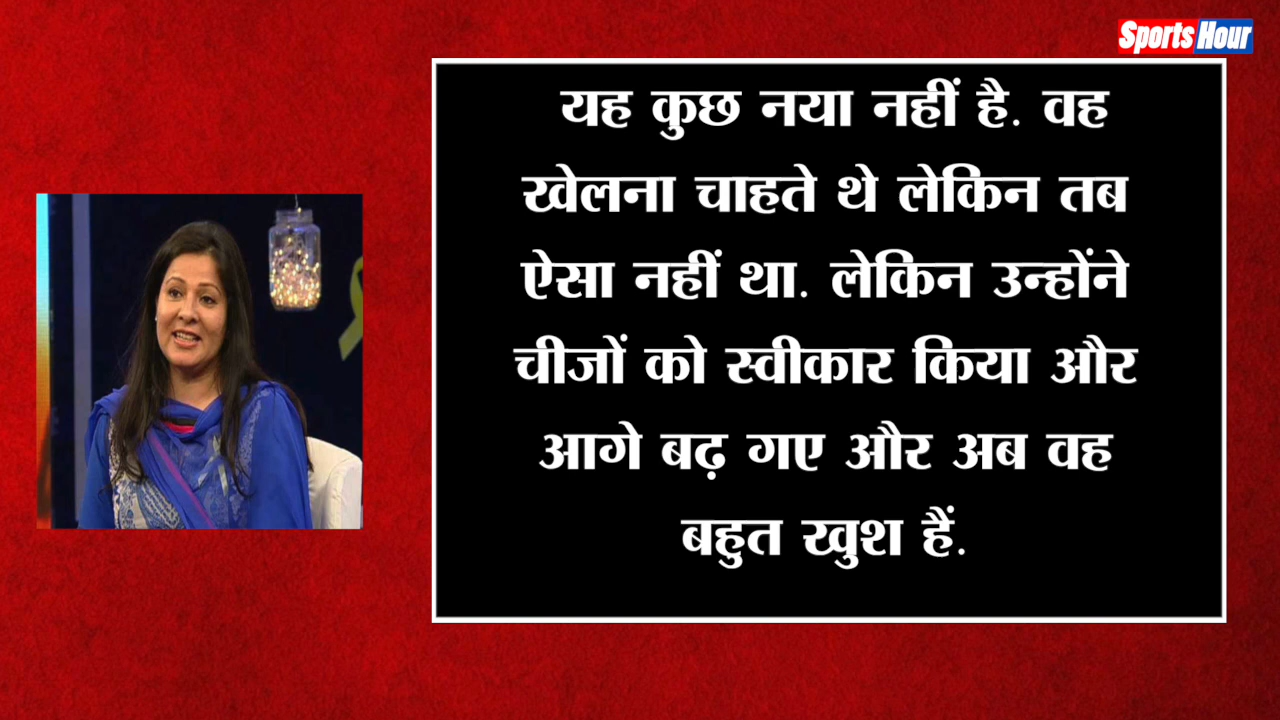 Sports Hour
यह कुछ नया नहीं है. वह
खेलना चाहते थे लेकिन तब
ऐसा नहीं था. लेकिन उन्होंने
चीजों को स्वीकार किया और
आगे बढ़ गए और अब वह
बहुत खुश हैं.